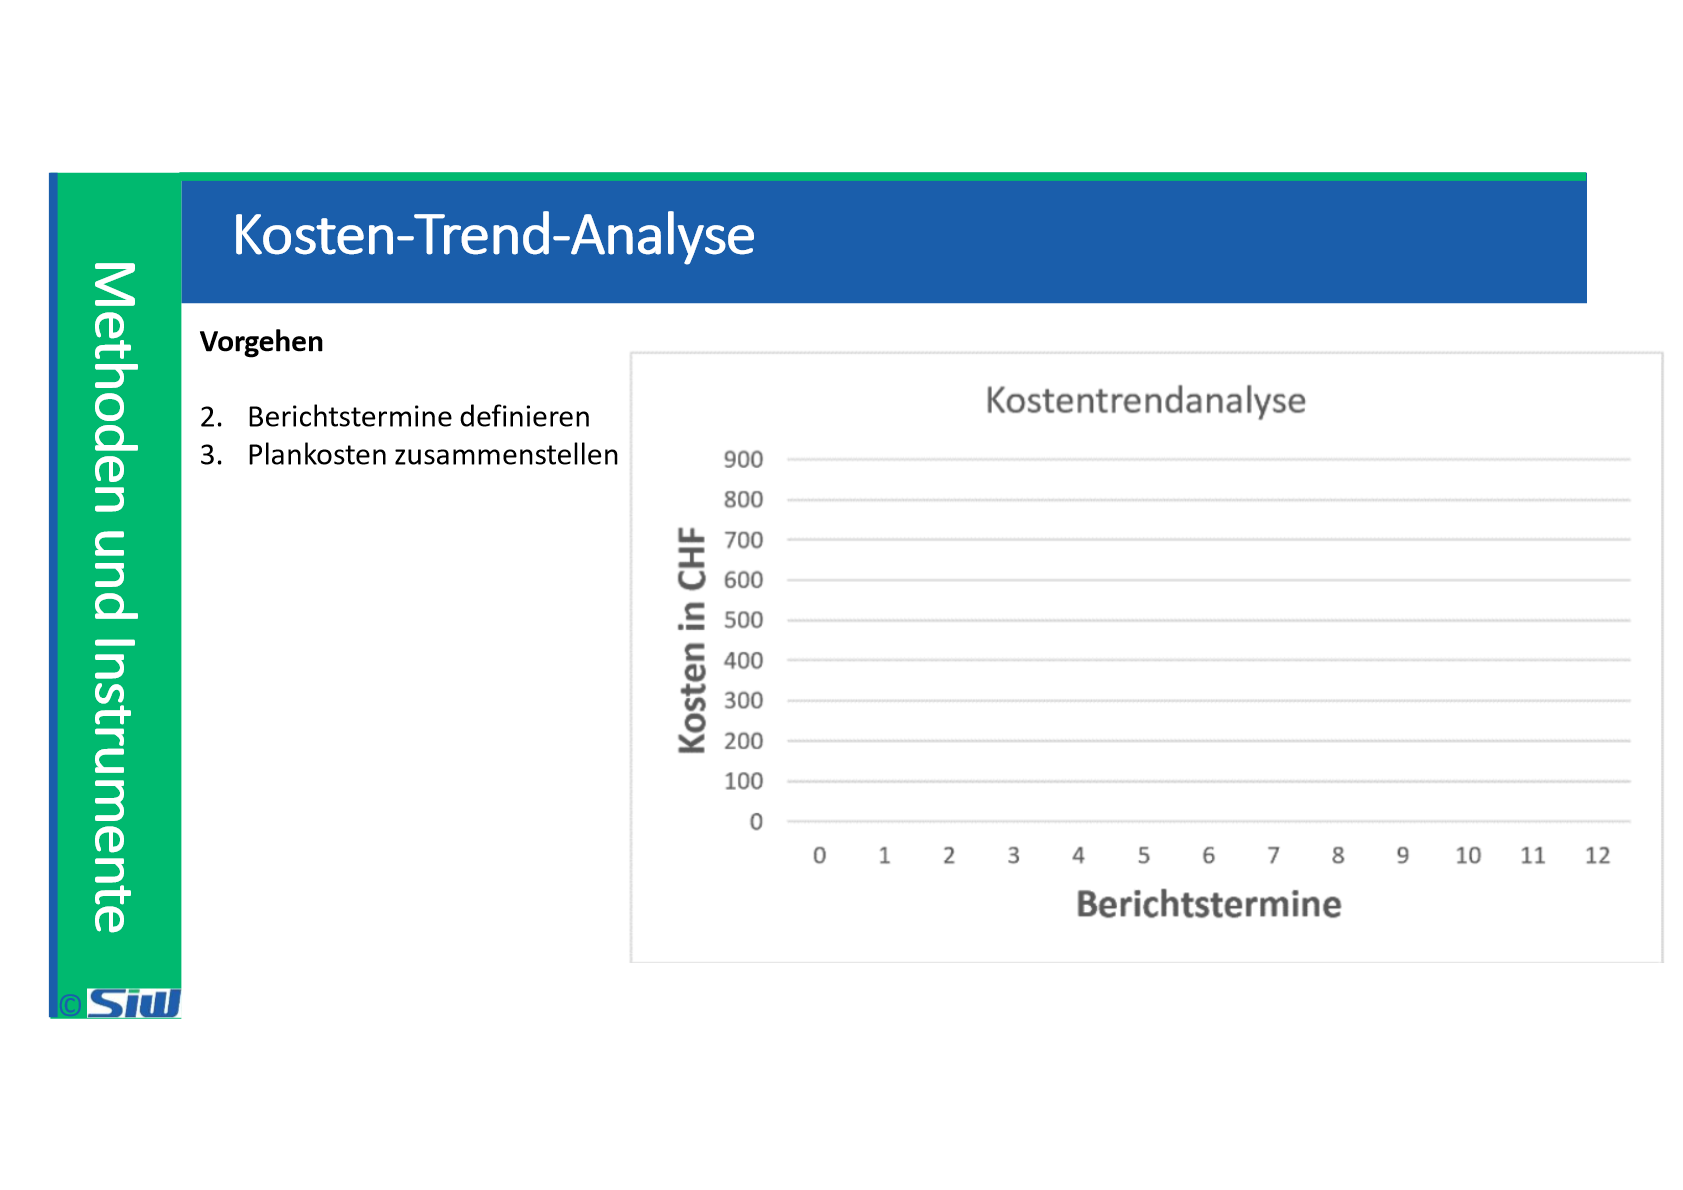 Kosten-Trend-Analyse
Methoden und Instrumente
Vorgehen
2. Berichtstermine definieren
3. Plankosten zusammenstellen
Kostentrendanalyse
Kosten in CHF
900
800
700
600
500
400
300
200
100
0
0 1 2 3 4 5 6 7 8 9 10 11 12
Berichtstermine
© SiW